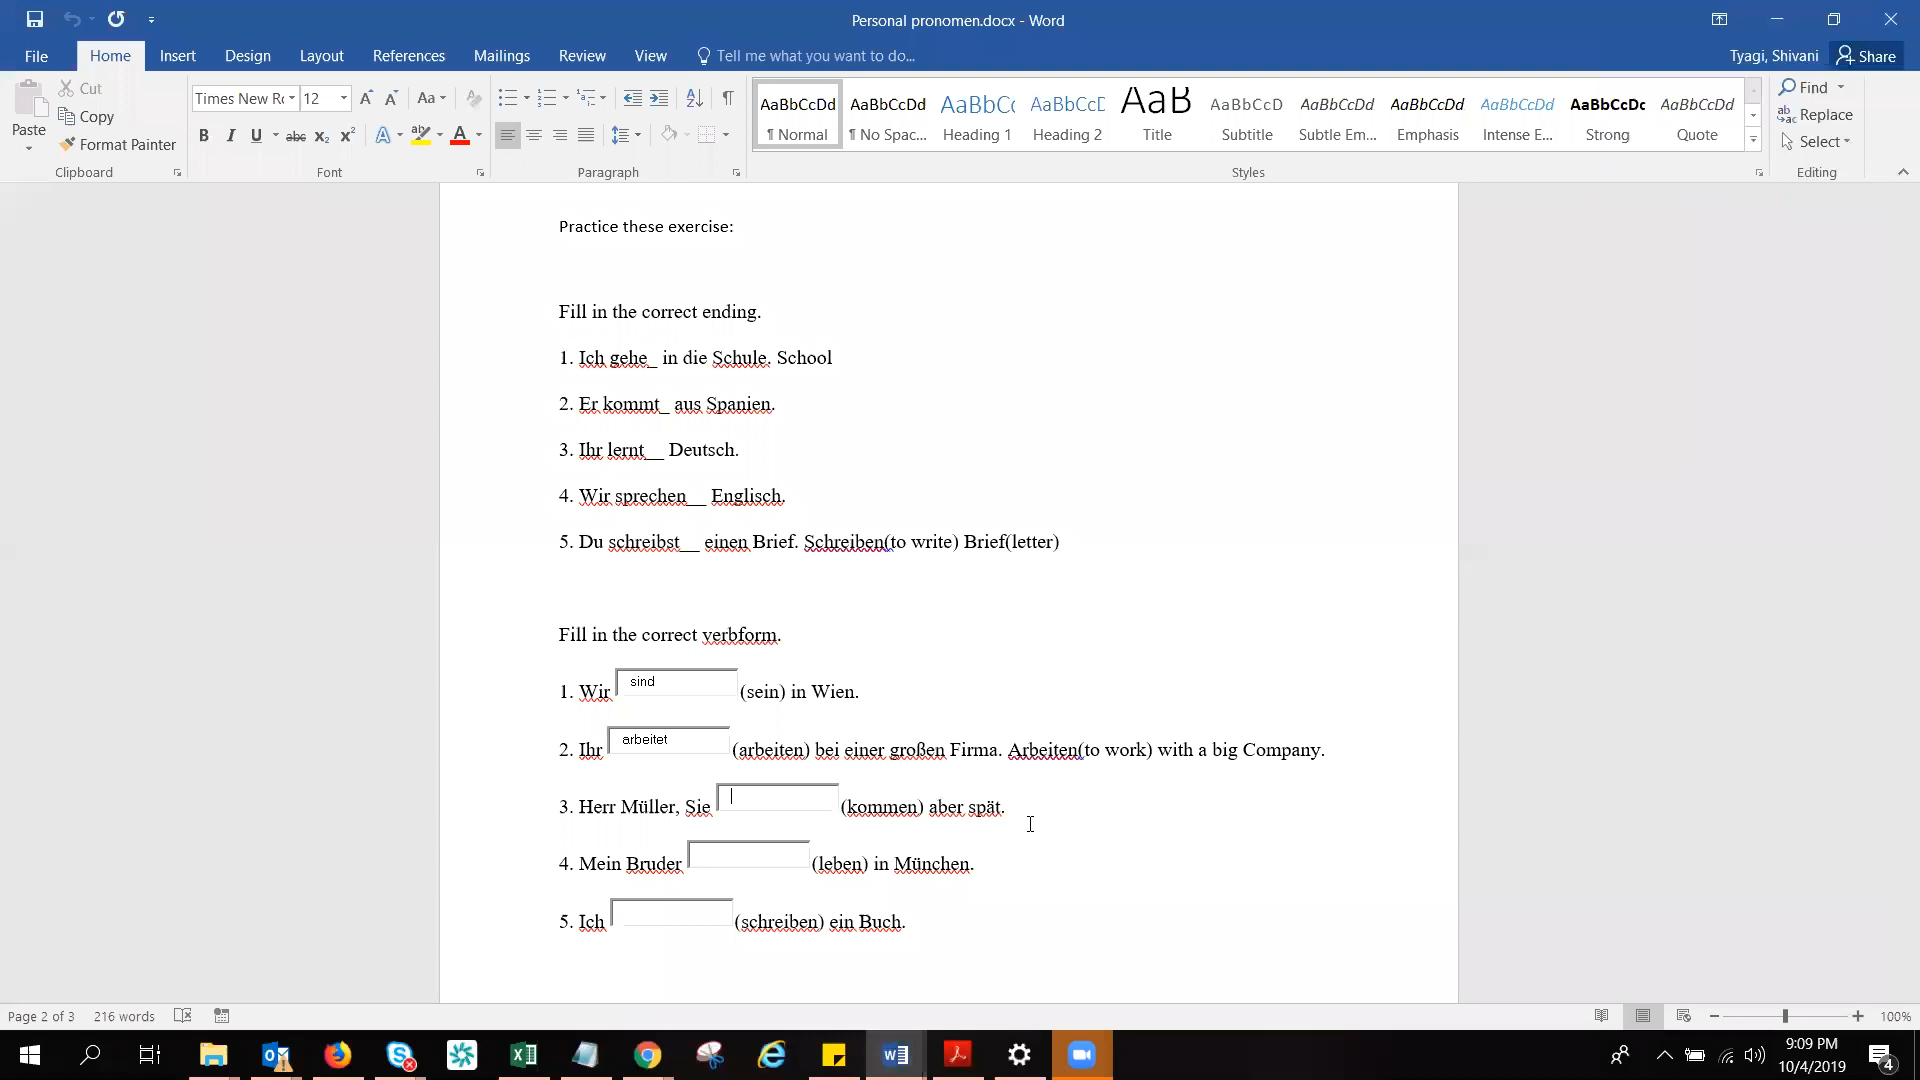 Personal pronomen.docx - Word
File Home Insert Design Layout References Mailings Review View Tell me what you want to do... Tyagi, Shivani Share
Paste Cut Copy Format Painter
Times New Ro 12 Aa
B I U abc x₂ x² A ab A
AaBbCcDd AaBbCcDd AaBbCc AaBbCcD AaB AaBbCcD AaBbCcDd AaBbCcDd AaBbCcDd AaBbCcDc AaBbCcDd
¶ Normal ¶ No Spac... Heading 1 Heading 2 Title Subtitle Subtle Em... Emphasis Intense E... Strong Quote
Find Replace Select
Clipboard Font Paragraph Styles Editing
Practice these exercise:
Fill in the correct ending.
1. Ich gehe_ in die Schule. School
2. Er kommt_ aus Spanien.
3. Ihr lernt__ Deutsch.
4. Wir sprechen__ Englisch.
5. Du schreibst__ einen Brief. Schreiben(to write) Brief(letter)
Fill in the correct verbform.
1. Wir sind (sein) in Wien.
2. Ihr arbeitet (arbeiten) bei einer großen Firma. Arbeiten(to work) with a big Company.
3. Herr Müller, Sie (kommen) aber spät.
4. Mein Bruder (leben) in München.
5. Ich (schreiben) ein Buch.
Page 2 of 3 216 words 100%
9:09 PM
10/4/2019
4